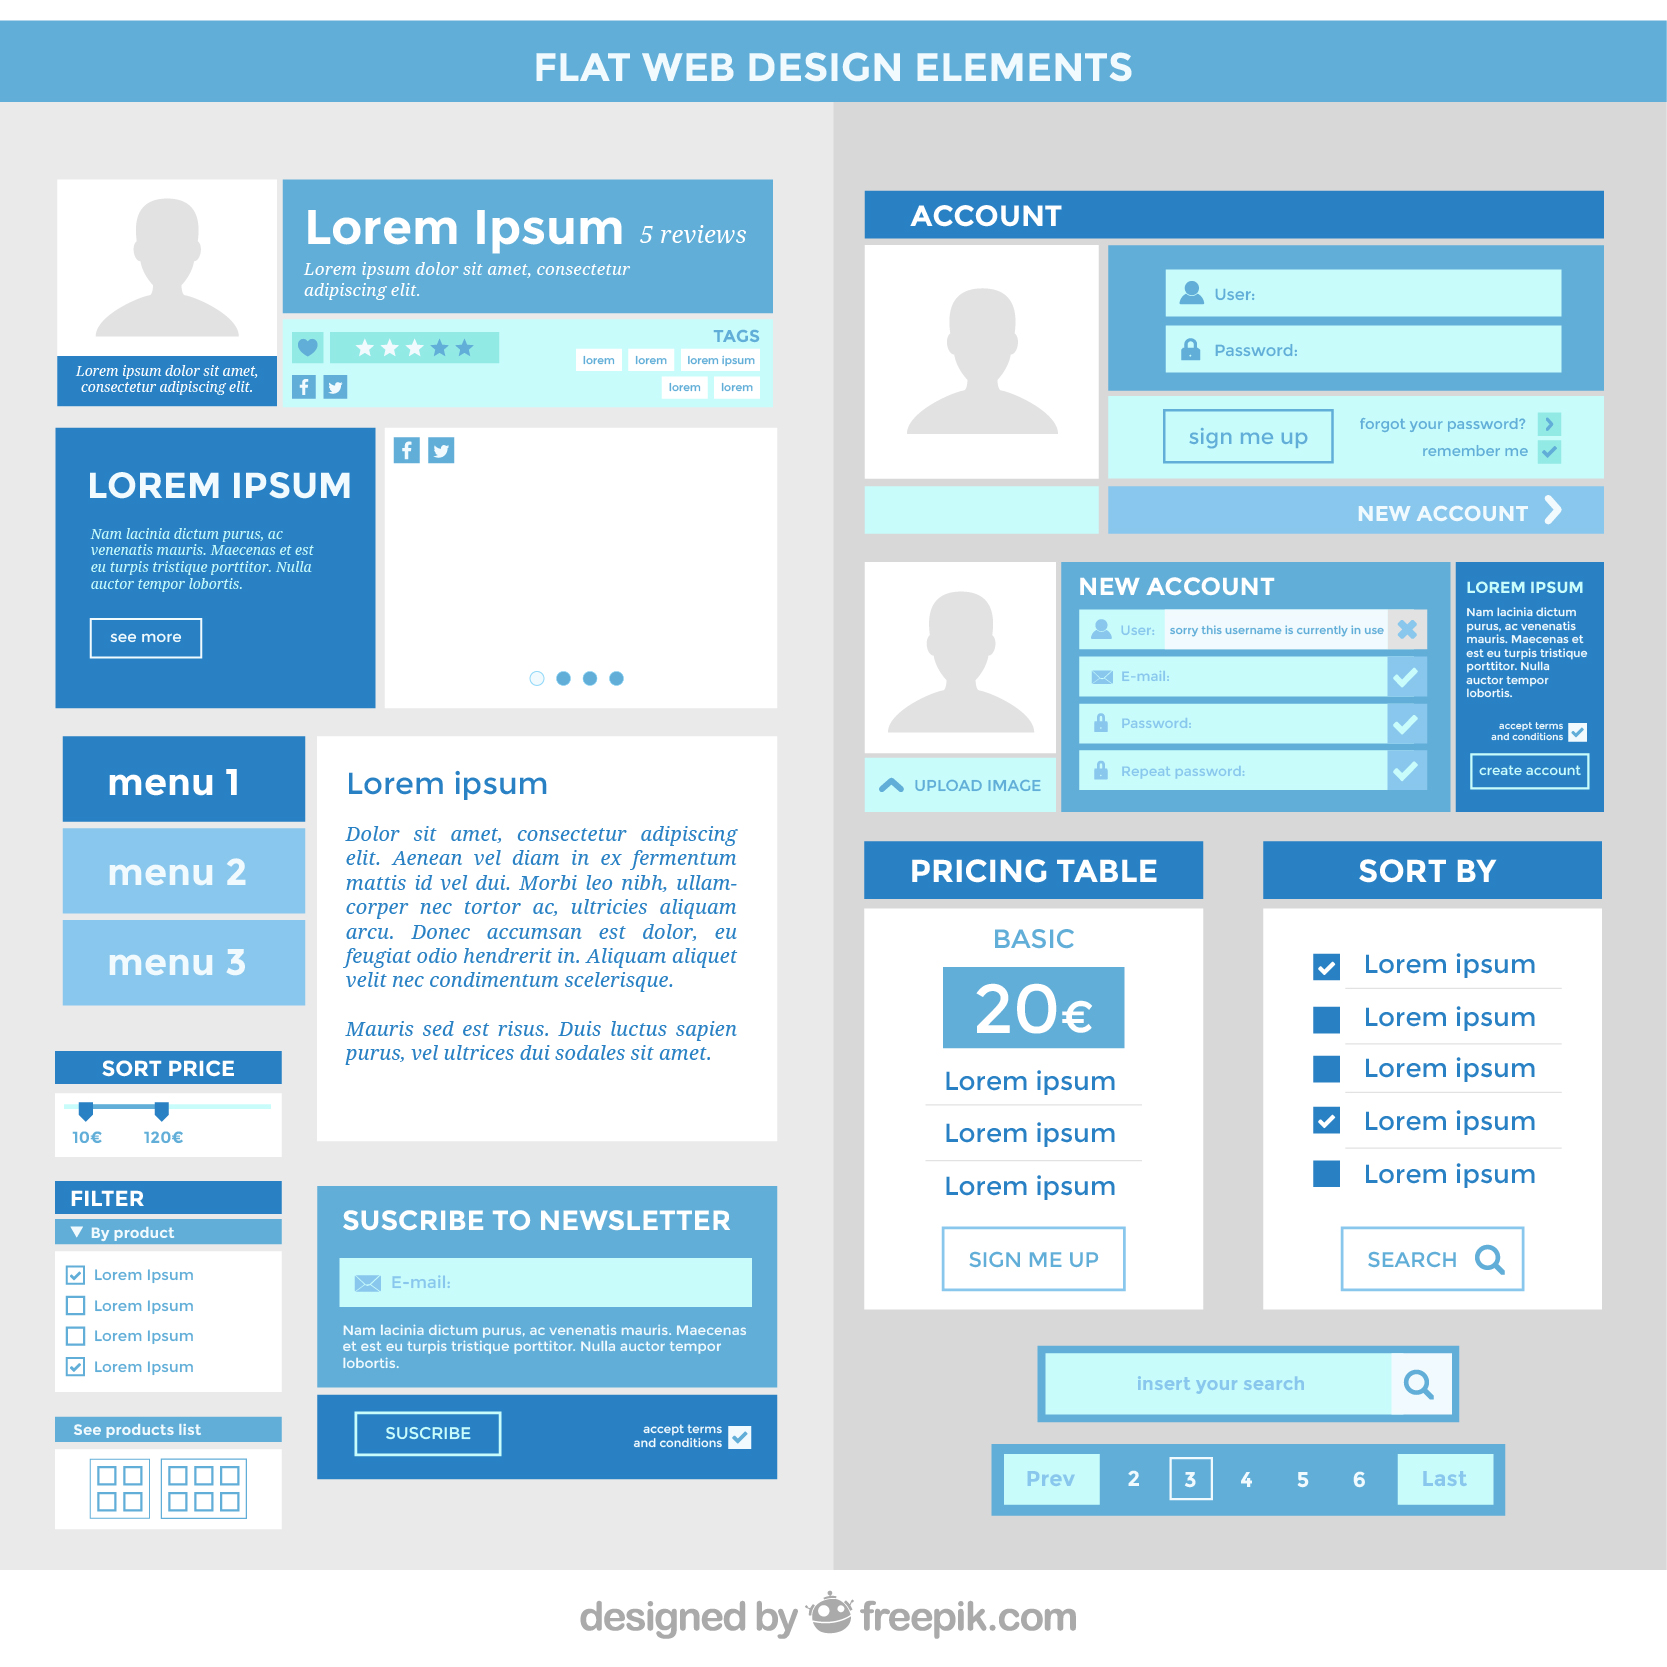 FLAT WEB DESIGN ELEMENTS
Lorem ipsum dolor sit amet,
consectetur adipiscing elit.
Lorem Ipsum 5 reviews
Lorem ipsum dolor sit amet, consectetur
adipiscing elit.
TAGS
lorem lorem lorem ipsum
lorem lorem
LOREM IPSUM
Nam lacinia dictum purus, ac
venenatis mauris. Maecenas et est
eu turpis tristique porttitor. Nulla
auctor tempor lobortis.
see more
menu 1
menu 2
menu 3
Lorem ipsum
Dolor sit amet, consectetur adipiscing
elit. Aenean vel diam in ex fermentum
mattis id vel dui. Morbi leo nibh, ullam-
corper nec tortor ac, ultricies aliquam
arcu. Donec accumsan est dolor, eu
feugiat odio hendrerit in. Aliquam aliquet
velit nec condimentum scelerisque.
Mauris sed est risus. Duis luctus sapien
purus, vel ultrices dui sodales sit amet.
SORT PRICE
10€ 120€
FILTER
By product
Lorem Ipsum
Lorem Ipsum
Lorem Ipsum
Lorem Ipsum
See products list
SUSCRIBE TO NEWSLETTER
E-mail:
Nam lacinia dictum purus, ac venenatis mauris. Maecenas
et est eu turpis tristique porttitor. Nulla auctor tempor
lobortis.
SUSCRIBE
accept terms
and conditions
ACCOUNT
User:
Password:
sign me up
forgot your password?
remember me
NEW ACCOUNT
UPLOAD IMAGE
NEW ACCOUNT
User: sorry this username is currently in use
E-mail:
Password:
Repeat password:
LOREM IPSUM
Nam lacinia dictum
purus, ac venenatis
mauris. Maecenas et
est eu turpis tristique
porttitor. Nulla
auctor tempor
lobortis.
accept terms
and conditions
create account
PRICING TABLE
BASIC
20€
Lorem ipsum
Lorem ipsum
Lorem ipsum
SIGN ME UP
SORT BY
Lorem ipsum
Lorem ipsum
Lorem ipsum
Lorem ipsum
Lorem ipsum
SEARCH
insert your search
Prev 2 3 4 5 6 Last
designed by freepik.com